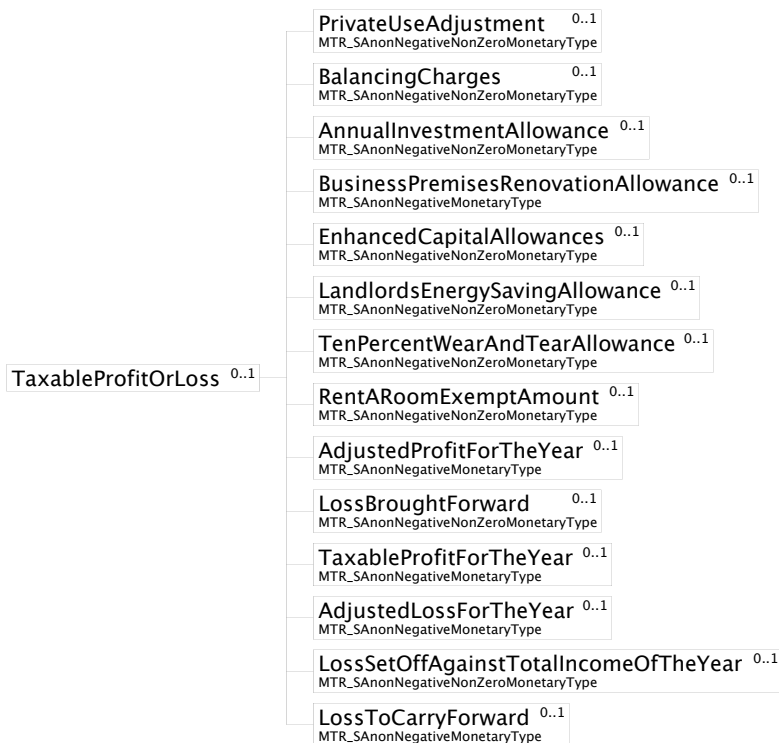 PrivateUseAdjustment 0..1
MTR_SAnonNegativeNonZeroMonetaryType
BalancingCharges 0..1
MTR_SAnonNegativeNonZeroMonetaryType
AnnualInvestmentAllowance 0..1
MTR_SAnonNegativeNonZeroMonetaryType
BusinessPremisesRenovationAllowance 0..1
MTR_SAnonNegativeMonetaryType
EnhancedCapitalAllowances 0..1
MTR_SAnonNegativeNonZeroMonetaryType
LandlordsEnergySavingAllowance 0..1
MTR_SAnonNegativeNonZeroMonetaryType
TenPercentWearAndTearAllowance 0..1
MTR_SAnonNegativeNonZeroMonetaryType
TaxableProfitOrLoss 0..1
RentARoomExemptAmount 0..1
MTR_SAnonNegativeNonZeroMonetaryType
AdjustedProfitForTheYear 0..1
MTR_SAnonNegativeMonetaryType
LossBroughtForward 0..1
MTR_SAnonNegativeNonZeroMonetaryType
TaxableProfitForTheYear 0..1
MTR_SAnonNegativeMonetaryType
AdjustedLossForTheYear 0..1
MTR_SAnonNegativeMonetaryType
LossSetOffAgainstTotalIncomeOfTheYear 0..1
MTR_SAnonNegativeNonZeroMonetaryType
LossToCarryForward 0..1
MTR_SAnonNegativeMonetaryType